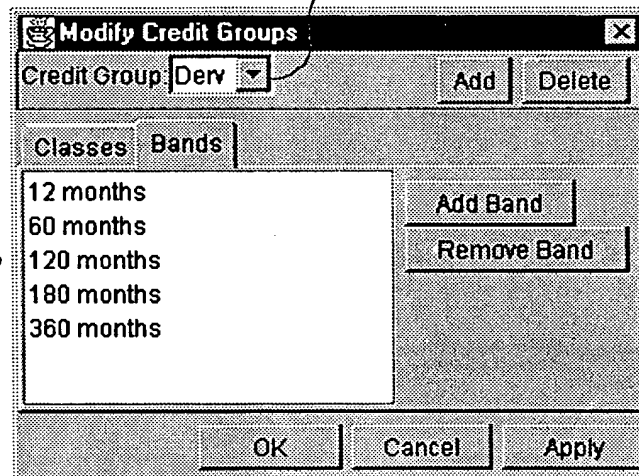 Modify Credit Groups
Credit Group: Derv
Add Delete
Classes Bands
12 months
60 months
120 months
180 months
360 months
Add Band
Remove Band
OK Cancel Apply